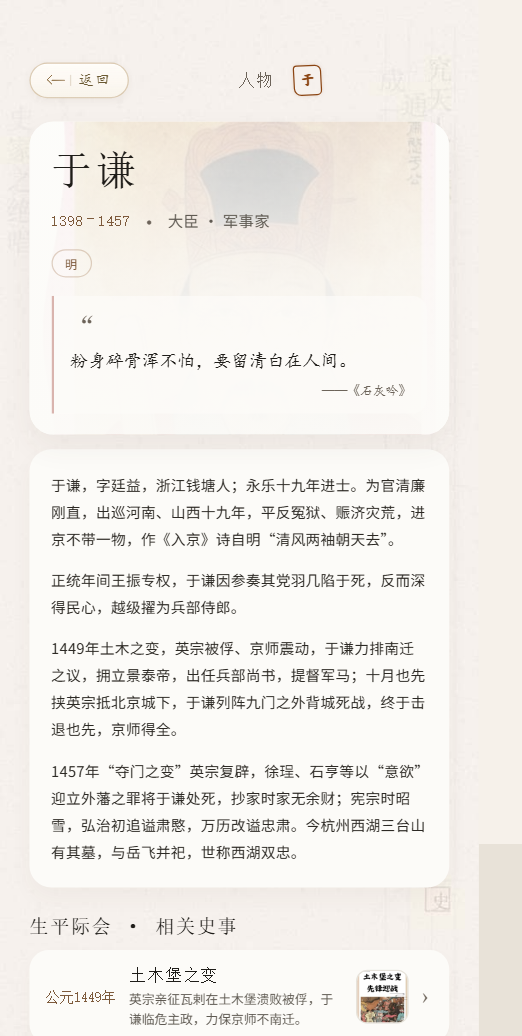 ← 返回
人物
于
于谦
1398–1457 • 大臣 · 军事家
明
“
粉身碎骨浑不怕，要留清白在人间。
——《石灰吟》
于谦，字廷益，浙江钱塘人；永乐十九年进士。为官清廉
刚直，出巡河南、山西十九年，平反冤狱、赈济灾荒，进
京不带一物，作《入京》诗自明“清风两袖朝天去”。
正统年间王振专权，于谦因参奏其党羽几陷于死，反而深
得民心，越级擢为兵部侍郎。
1449年土木之变，英宗被俘、京师震动，于谦力排南迁
之议，拥立景泰帝，出任兵部尚书，提督军马；十月也先
挟英宗抵北京城下，于谦列阵九门之外背城死战，终于击
退也先，京师得全。
1457年“夺门之变”英宗复辟，徐珵、石亨等以“意欲”
迎立外藩之罪将于谦处死，抄家时家无余财；宪宗时昭
雪，弘治初追谥肃愍，万历改谥忠肃。今杭州西湖三台山
有其墓，与岳飞并祀，世称西湖双忠。
史
生平际会 • 相关史事
公元1449年
土木堡之变
英宗亲征瓦剌在土木堡溃败被俘，于
谦临危主政，力保京师不南迁。
土木堡之变
先锋迎战
›